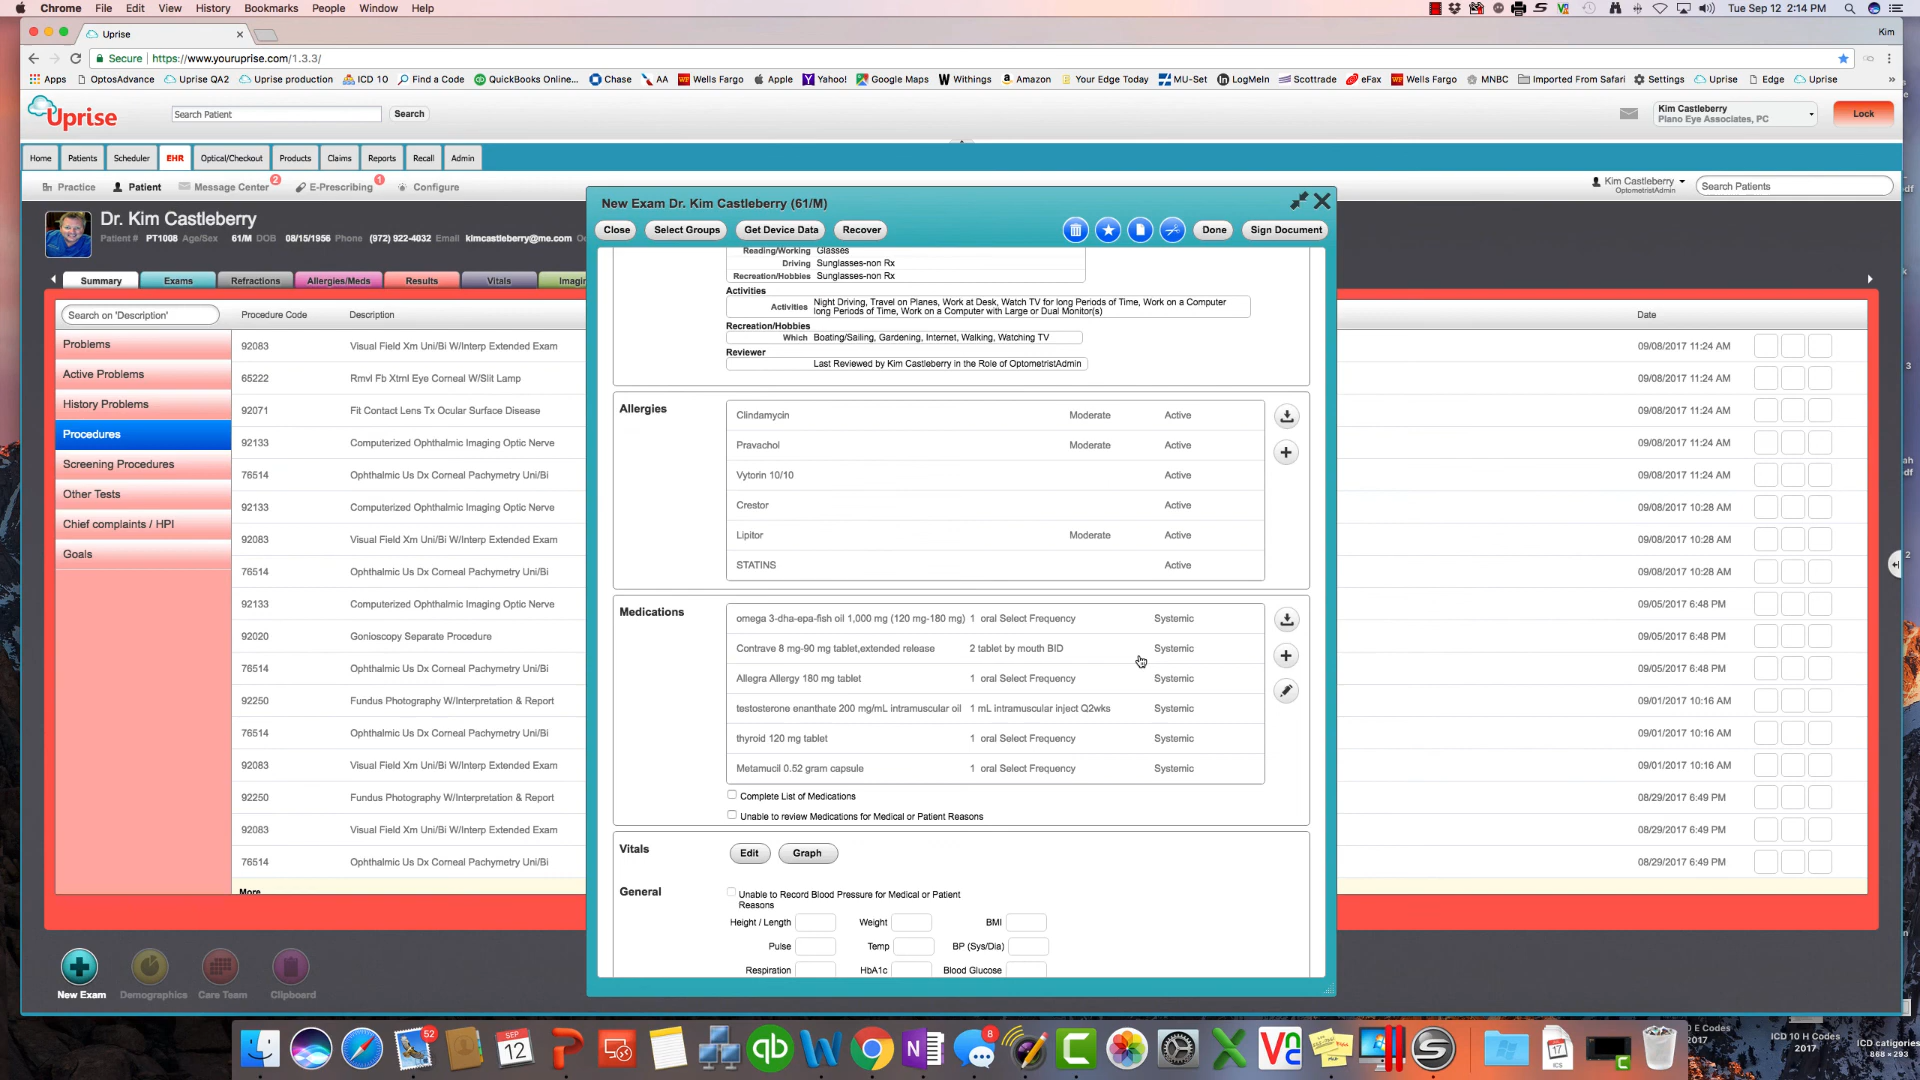 Chrome File Edit View History Bookmarks People Window Help Tue Sep 12 2:14 PM
Uprise Kim
Secure https://www.youruprise.com/1.3.3/
Apps OptosAdvance Uprise QA2 Uprise production ICD 10 Find a Code QuickBooks Online... Chase AA Wells Fargo Apple Yahoo! Google Maps Withings Amazon Your Edge Today MU-Set LogMeIn Scottrade eFax Wells Fargo MNBC Imported From Safari Settings Uprise Edge Uprise
Uprise Search Patient Search Kim Castleberry Lock
Plano Eye Associates, PC
Home Patients Scheduler EHR Optical/Checkout Products Claims Reports Recall Admin
Practice Patient Message Center 2 E-Prescribing 1 Configure Kim Castleberry Search Patients
OptometristAdmin
Dr. Kim Castleberry
Patient # PT1008 Age/Sex 61/M DOB 08/15/1956 Phone (972) 922-4032 Email kimcastleberry@me.com
Summary Exams Refractions Allergies/Meds Results Vitals Imagin
Search on 'Description' Procedure Code Description Date
Problems
Active Problems
History Problems
Procedures
Screening Procedures
Other Tests
Chief complaints / HPI
Goals
92083 Visual Field Xm Uni/Bi W/Interp Extended Exam 09/08/2017 11:24 AM
65222 Rmvl Fb Xtrnl Eye Corneal W/Slit Lamp 09/08/2017 11:24 AM
92071 Fit Contact Lens Tx Ocular Surface Disease 09/08/2017 11:24 AM
92133 Computerized Ophthalmic Imaging Optic Nerve 09/08/2017 11:24 AM
76514 Ophthalmic Us Dx Corneal Pachymetry Uni/Bi 09/08/2017 11:24 AM
92133 Computerized Ophthalmic Imaging Optic Nerve 09/08/2017 10:28 AM
92083 Visual Field Xm Uni/Bi W/Interp Extended Exam 09/08/2017 10:28 AM
76514 Ophthalmic Us Dx Corneal Pachymetry Uni/Bi 09/08/2017 10:28 AM
92133 Computerized Ophthalmic Imaging Optic Nerve 09/05/2017 6:48 PM
92020 Gonioscopy Separate Procedure 09/05/2017 6:48 PM
76514 Ophthalmic Us Dx Corneal Pachymetry Uni/Bi 09/05/2017 6:48 PM
92250 Fundus Photography W/Interpretation & Report 09/01/2017 10:16 AM
76514 Ophthalmic Us Dx Corneal Pachymetry Uni/Bi 09/01/2017 10:16 AM
92083 Visual Field Xm Uni/Bi W/Interp Extended Exam 09/01/2017 10:16 AM
92250 Fundus Photography W/Interpretation & Report 08/29/2017 6:49 PM
92083 Visual Field Xm Uni/Bi W/Interp Extended Exam 08/29/2017 6:49 PM
76514 Ophthalmic Us Dx Corneal Pachymetry Uni/Bi 08/29/2017 6:49 PM
More
New Exam Dr. Kim Castleberry (61/M)
Close Select Groups Get Device Data Recover Done Sign Document
Reading/Working Glasses
Driving Sunglasses-non Rx
Recreation/Hobbies Sunglasses-non Rx
Activities
Activities Night Driving, Travel on Planes, Work at Desk, Watch TV for long Periods of Time, Work on a Computer
long Periods of Time, Work on a Computer with Large or Dual Monitor(s)
Recreation/Hobbies
Which Boating/Sailing, Gardening, Internet, Walking, Watching TV
Reviewer
Last Reviewed by Kim Castleberry in the Role of OptometristAdmin
Allergies
Clindamycin Moderate Active
Pravachol Moderate Active
Vytorin 10/10 Active
Crestor Active
Lipitor Moderate Active
STATINS Active
Medications
omega 3-dha-epa-fish oil 1,000 mg (120 mg-180 mg) 1 oral Select Frequency Systemic
Contrave 8 mg-90 mg tablet,extended release 2 tablet by mouth BID Systemic
Allegra Allergy 180 mg tablet 1 oral Select Frequency Systemic
testosterone enanthate 200 mg/mL intramuscular oil 1 mL intramuscular inject Q2wks Systemic
thyroid 120 mg tablet 1 oral Select Frequency Systemic
Metamucil 0.52 gram capsule 1 oral Select Frequency Systemic
Complete List of Medications
Unable to review Medications for Medical or Patient Reasons
Vitals Edit Graph
General Unable to Record Blood Pressure for Medical or Patient
Reasons
Height / Length Weight BMI
Pulse Temp BP (Sys/Dia)
Respiration HbA1c Blood Glucose
New Exam Demographics Care Team Clipboard
52 SEP 12 8 17
E Codes
2017
ICD 10 H Codes
2017
ICD catigories
868 × 293